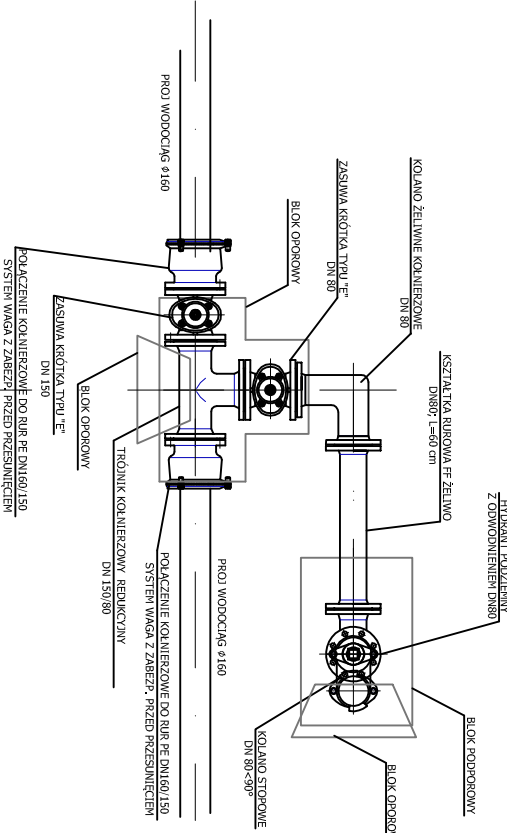 HYDRANT PODZIEMNY
Z ODWODNIENIEM DN80
BLOK PODPOROWY
KSZTAŁTKA RUROWA FF ŻELIWO
DN80; L=60 cm
KOLANO ŻELIWNE KOŁNIERZOWE
DN 80
BLOK OPORO
ZASUWA KRÓTKA TYPU "E"
DN 80
BLOK OPOROWY
KOLANO STOPOWE
DN 80<90°
PROJ WODOCIĄG ϕ160
PROJ WODOCIĄG ϕ160
POŁĄCZENIE KOŁNIERZOWE DO RUR PE DN160/150
SYSTEM WAGA Z ZABEZP. PRZED PRZESUNIĘCIEM
TRÓJNIK KOŁNIERZOWY REDUKCYJNY
DN 150/80
BLOK OPOROWY
ZASUWA KRÓTKA TYPU "E"
DN 150
POŁĄCZENIE KOŁNIERZOWE DO RUR PE DN160/150
SYSTEM WAGA Z ZABEZP. PRZED PRZESUNIĘCIEM